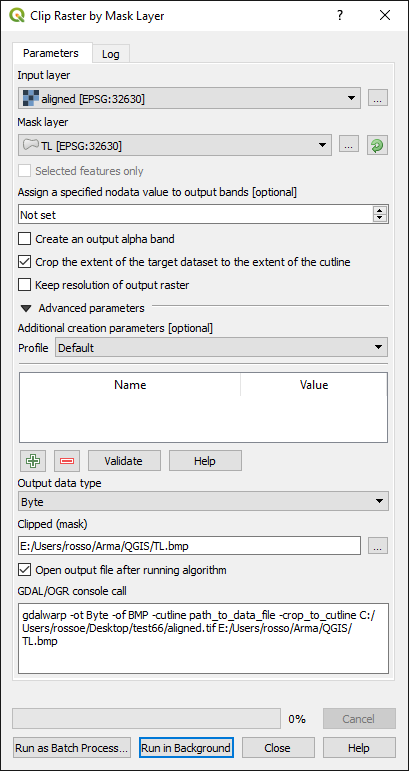 Clip Raster by Mask Layer
Parameters
Log
Input layer
aligned [EPSG:32630]
...
Mask layer
TL [EPSG:32630]
...
Selected features only
Assign a specified nodata value to output bands [optional]
Not set
Create an output alpha band
Crop the extent of the target dataset to the extent of the cutline
Keep resolution of output raster
Advanced parameters
Additional creation parameters [optional]
Profile Default
Name Value
Validate Help
Output data type
Byte
Clipped (mask)
E:/Users/rosso/Arma/QGIS/TL.bmp
...
Open output file after running algorithm
GDAL/OGR console call
gdalwarp -ot Byte -of BMP -cutline path_to_data_file -crop_to_cutline C:/
Users/rossoe/Desktop/test66/aligned.tif E:/Users/rosso/Arma/QGIS/
TL.bmp
0% Cancel
Run as Batch Process... Run in Background Close Help